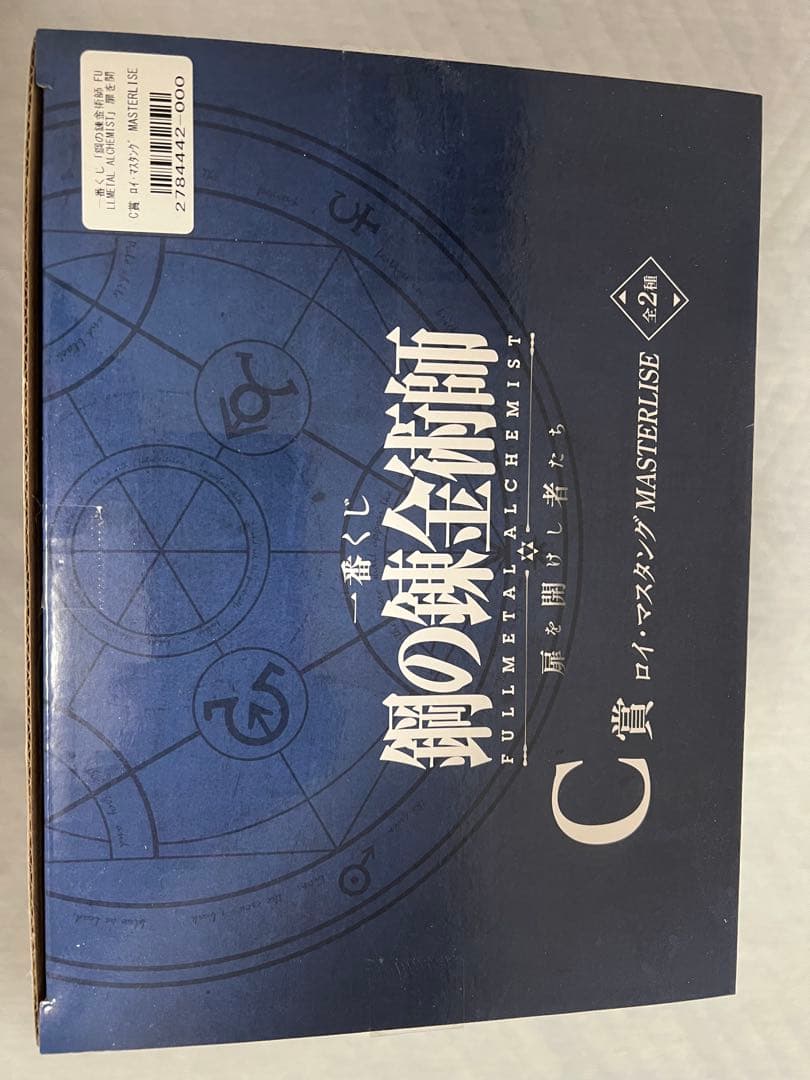 一番くじ「鋼の錬金術師 FU
LLMETAL ALCHEMIST」扉を開
C賞 ロイ・マスタング MASTERLISE
2784442-000
一番くじ
鋼の錬金術師
FULLMETAL ALCHEMIST
扉を開けし者たち
C賞 ロイ・マスタング MASTERLISE 全2種